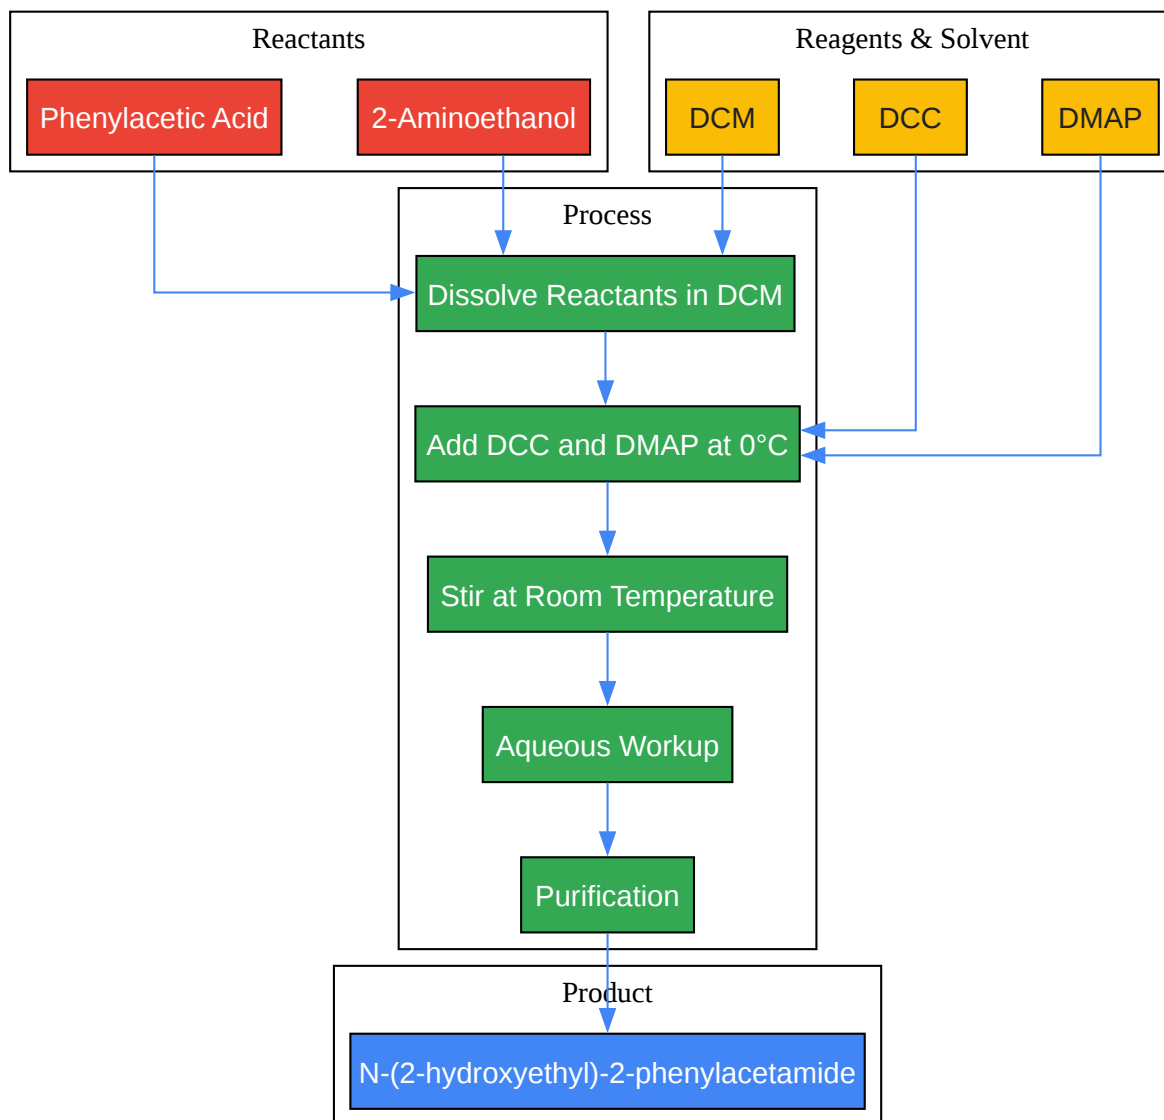 Reactants
Reagents & Solvent
Phenylacetic Acid
2-Aminoethanol
DCM
DCC
DMAP
Process
Dissolve Reactants in DCM
Add DCC and DMAP at 0°C
Stir at Room Temperature
Aqueous Workup
Purification
Product
N-(2-hydroxyethyl)-2-phenylacetamide